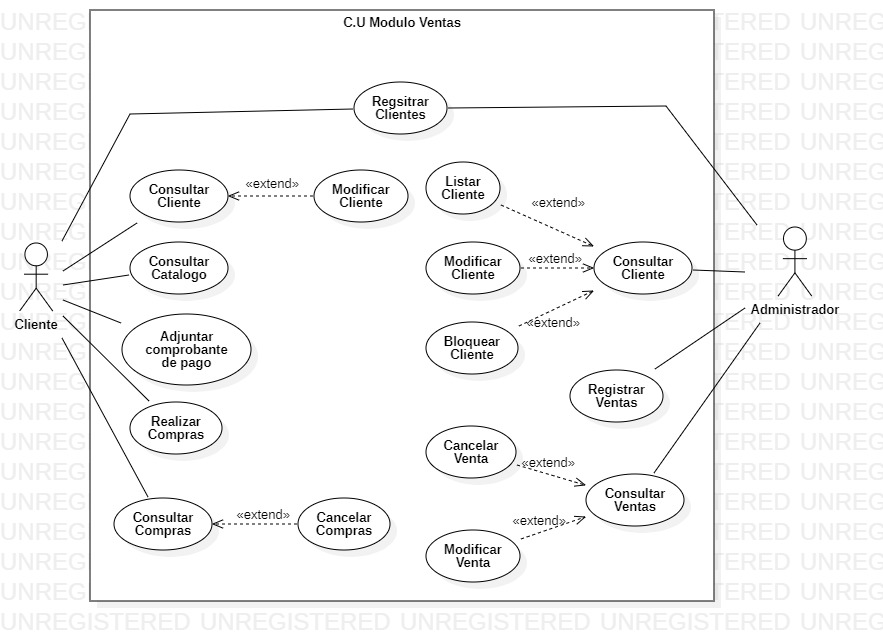 C.U Modulo Ventas
Regsitrar
Clientes
Consultar
Cliente
«extend»
Modificar
Cliente
Listar
Cliente
«extend»
Consultar
Catalogo
Modificar
Cliente
«extend»
Consultar
Cliente
Cliente
Administrador
Adjuntar
comprobante
de pago
Bloquear
Cliente
«extend»
Registrar
Ventas
Realizar
Compras
Cancelar
Venta
«extend»
Consultar
Ventas
Consultar
Compras
«extend»
Cancelar
Compras
«extend»
Modificar
Venta
UNREGISTERED UNREGISTERED UNREGISTERED UNREGISTERED UNREG